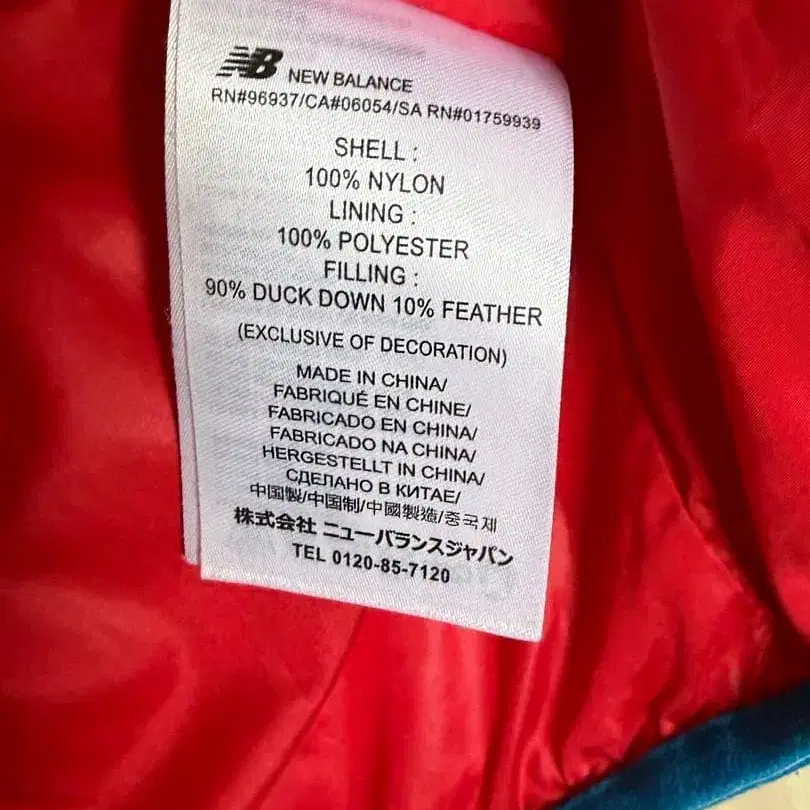 NB NEW BALANCE
RN#96937/CA#06054/SA RN#01759939
SHELL :
100% NYLON
LINING :
100% POLYESTER
FILLING :
90% DUCK DOWN 10% FEATHER
(EXCLUSIVE OF DECORATION)
MADE IN CHINA/
FABRIQUÉ EN CHINE/
FABRICADO EN CHINA/
FABRICADO NA CHINA/
HERGESTELLT IN CHINA/
СДЕЛАНО В КИТАЕ/
中国製/中国制/中國製造/중국제
株式会社 ニューバランスジャパン
TEL 0120-85-7120